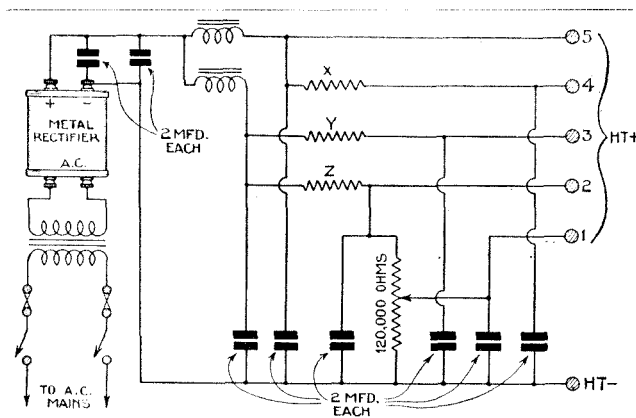 5
X
4
+ -
METAL
RECTIFIER
A.C.
2 MFD.
EACH
Y
3
HT+
Z
2
1
120,000 OHMS
2 MFD.
EACH
HT-
TO A.C.
MAINS